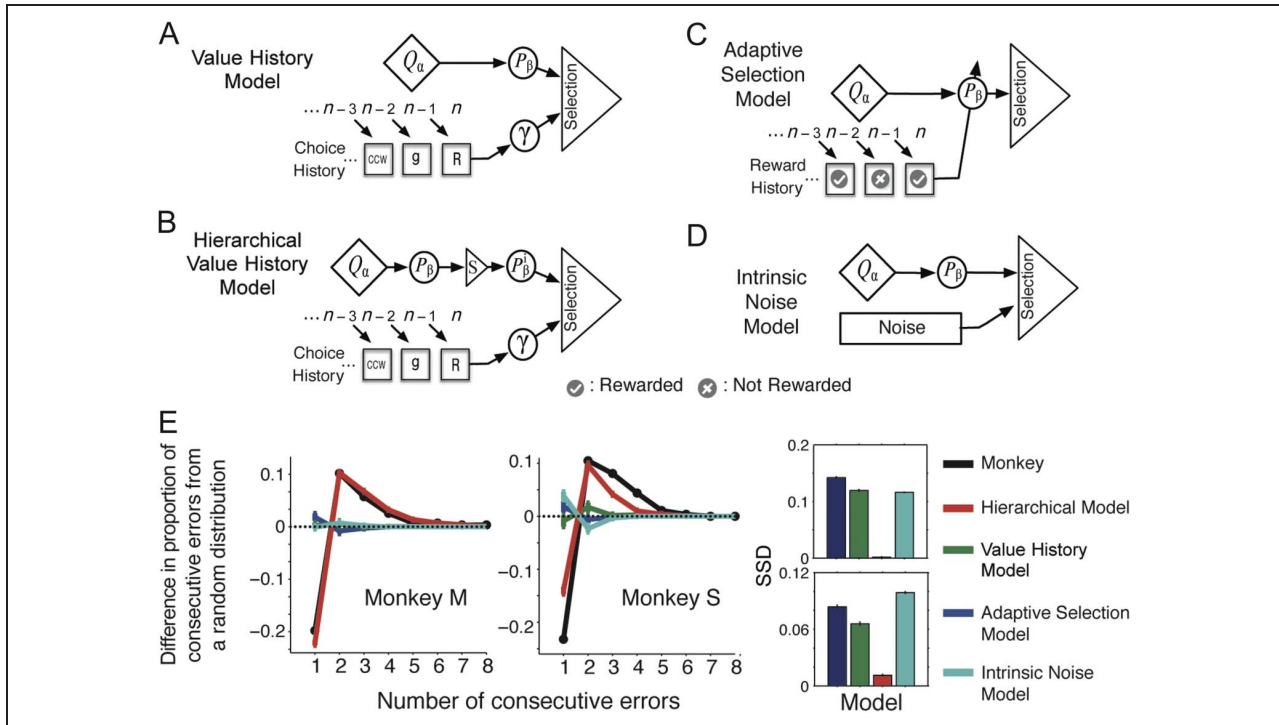 A
Value History
Model
Qα
Pβ
Selection
... n – 3 n – 2 n – 1 n
Choice
History ...
CCW g R
γ
B
Hierarchical
Value History
Model
Qα
Pβ
S
Pβi
Selection
... n – 3 n – 2 n – 1 n
Choice
History ...
CCW g R
γ
C
Adaptive
Selection
Model
Qα
Pβ
Selection
... n – 3 n – 2 n – 1 n
Reward
History ...
D
Intrinsic
Noise
Model
Qα
Pβ
Selection
Noise
: Rewarded : Not Rewarded
E
Difference in proportion of
consecutive errors from
a random distribution
0.1
0
−0.1
−0.2
Monkey M
1 2 3 4 5 6 7 8
0.1
0
−0.1
−0.2
Monkey S
1 2 3 4 5 6 7 8
Number of consecutive errors
SSD
0.2
0.1
0
0.12
0.06
0
Model
Monkey
Hierarchical Model
Value History
Model
Adaptive Selection
Model
Intrinsic Noise
Model